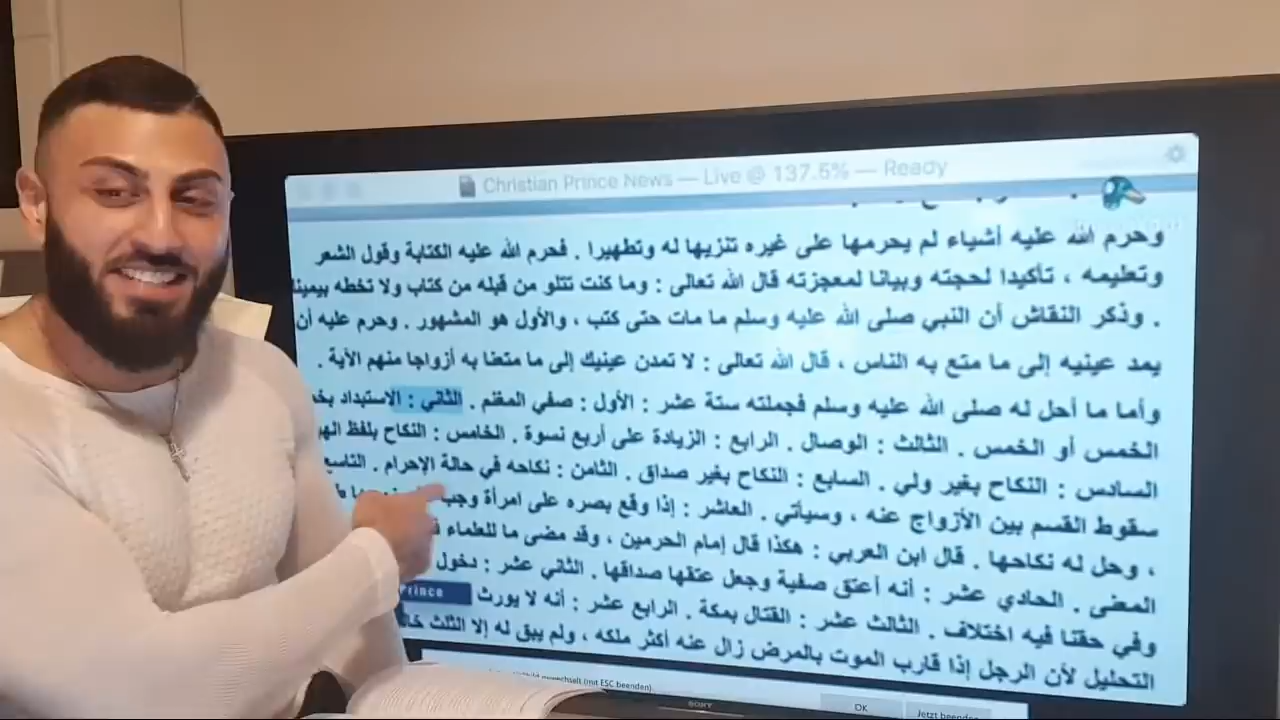 Christian Prince News — Live @ 137.5% — Ready
وحرم الله عليه أشياء لم يحرمها على غيره تنزيها له وتطهيرا . فحرم الله عليه الكتابة وقول الشعر
وتعليمه ، تأكيدا لحجته وبيانا لمعجزته قال الله تعالى : وما كنت تتلو من قبله من كتاب ولا تخطه بيمينك
. وذكر النقاش أن النبي صلى الله عليه وسلم ما مات حتى كتب ، والأول هو المشهور . وحرم عليه أن
يمد عينيه إلى ما متع به الناس ، قال الله تعالى : لا تمدن عينيك إلى ما متعنا به أزواجا منهم الآية .
وأما ما أحل له صلى الله عليه وسلم فجملته ستة عشر : الأول : صفي المغنم . الثاني : الاستبداد
الخمس أو الخمس . الثالث : الوصال . الرابع : الزيادة على أربع نسوة . الخامس : النكاح بلفظ
السادس : النكاح بغير ولي . السابع : النكاح بغير صداق . الثامن : نكاحه في حالة الإحرام . التاسع
سقوط القسم بين الأزواج عنه ، وسيأتي . العاشر : إذا وقع بصره على امرأة
، وحل له نكاحها . قال ابن العربي : هكذا قال إمام الحرمين ، وقد مضى ما للعلماء
المعنى . الحادي عشر : أنه أعتق صفية وجعل عتقها صداقها . الثاني عشر : دخول
وفي حقنا فيه اختلاف . الثالث عشر : القتال بمكة . الرابع عشر : أنه لا يورث
Prince
التحليل لأن الرجل إذا قارب الموت بالمرض زال عنه أكثر ملكه ، ولم يبق له إلا الثلث
(mit ESC beenden).
OK
Jetzt beenden
SONY